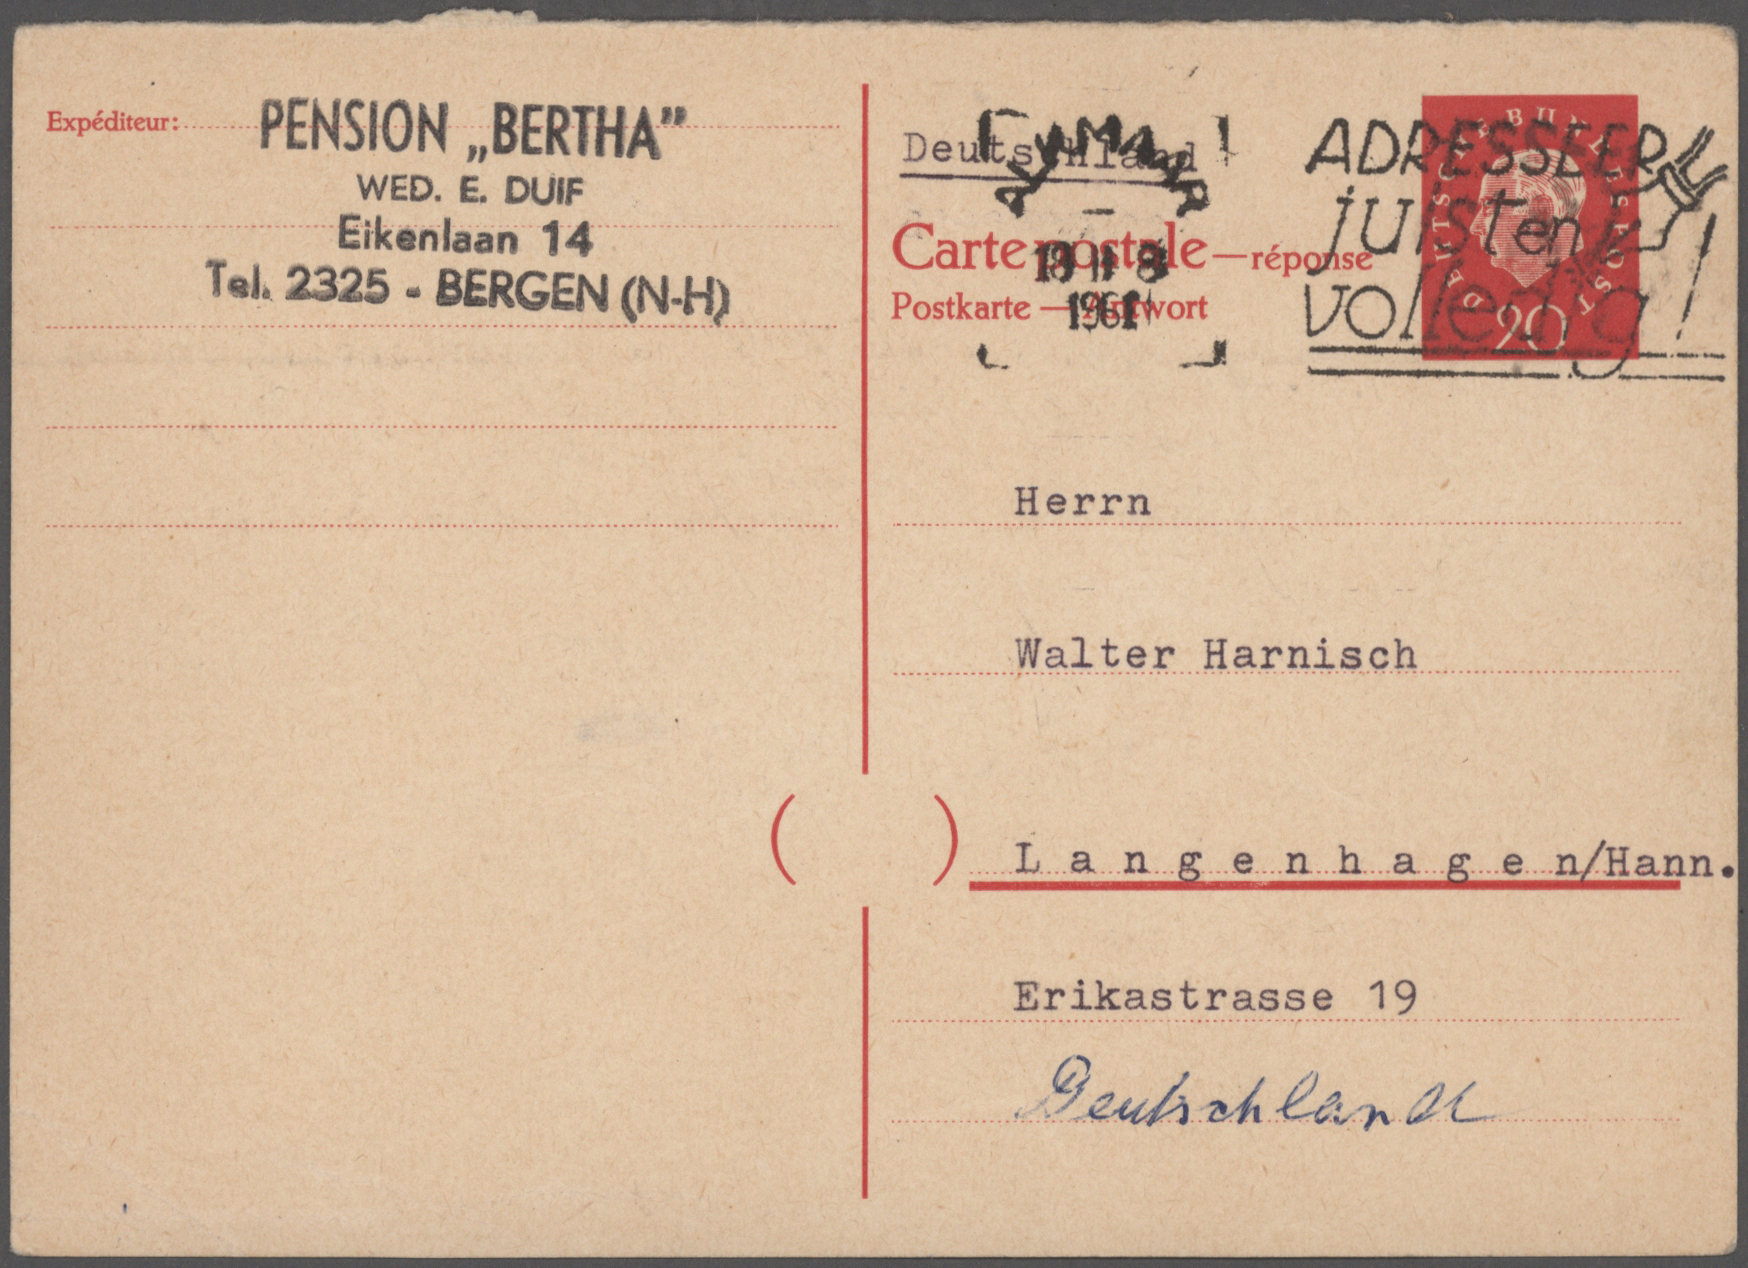 Expéditeur:
PENSION „BERTHA”
WED. E. DUIF
Eikenlaan 14
Tel. 2325 - BERGEN (N-H)
Deutschland
ALKMAAR
1961
Carte postale — réponse
Postkarte — Antwort
ADRESSEER
juist en
volledig!
DEUTSCHE BUNDESPOST
20
Herrn
Walter Harnisch
( )
Langenhagen/Hann.
Erikastrasse 19
Deutschland